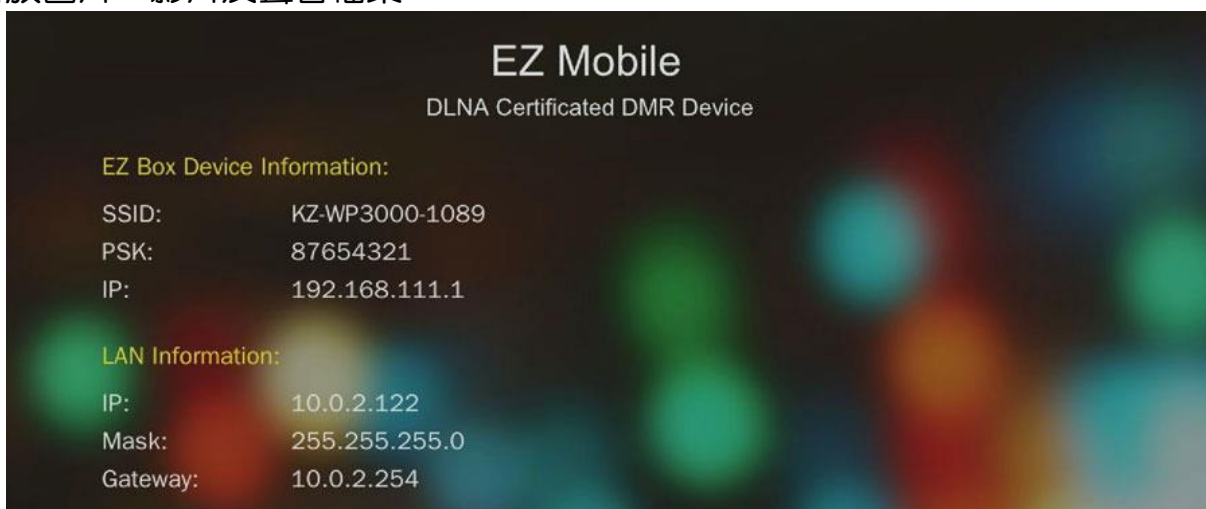 EZ Mobile
DLNA Certificated DMR Device
EZ Box Device Information:
SSID: KZ-WP3000-1089
PSK: 87654321
IP: 192.168.111.1
LAN Information:
IP: 10.0.2.122
Mask: 255.255.255.0
Gateway: 10.0.2.254